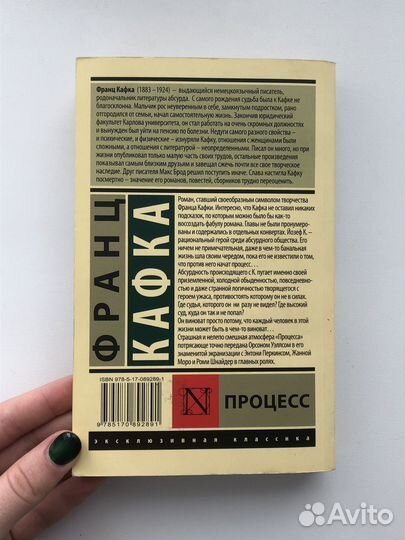 Франц Кафка (1883 –1924) – выдающийся немецкоязычный писатель,
родоначальник литературы абсурда. С самого рождения судьба была к Кафке не
благосклонна. Мальчик рос неуверенным в себе, замкнутым подростком, рано
отгородился от семьи, начал самостоятельную жизнь. Закончив юридический
факультет Карлова университета, он стал работать на очень скромных должностях
и вынужден был уйти на пенсию по болезни. Недуги самого разного свойства –
и психические, и физические – изнуряли Кафку, отношения с женщинами были
сложными, а отношения с литературой – неопределенными. Писал он много, но при
жизни опубликовал только малую часть своих трудов, остальные произведения
показывал самым близким друзьям и завещал сжечь почти все свое творческое
наследие. Друг писателя Макс Брод решил поступить иначе. Слава настигла Кафку
посмертно – значение его романов, повестей, сборников трудно переоценить.
Роман, ставший своеобразным символом творчества
Франца Кафки. Интересно, что Кафка не оставил никаких
подсказок, по которым можно было бы как-то
воссоздать фабулу романа. Главы не были пронумеро-
ваны и содержались в отдельных конвертах. Йозеф К. –
рациональный герой среди абсурдного общества. Его
ничем не примечательная, даже в чем-то банальная
жизнь шла своим чередом, пока его не известили о том,
что против него начат процесс...
Абсурдность происходящего с К пугает именно своей
приземленной, холодной обыденностью, повседневно-
стью и даже странной логичностью творящегося с
героем ужаса, противостоять которому он не в силах.
Где судья, которого он ни разу не видел? Где высокий
суд, куда он так и не попал?
Он виноват просто потому, что каждый человек в этой
жизни может быть в чем-то виноват...
Страшная и нелепо смешная атмосфера «Процесса»
потрясающе точно передана Орсоном Уэллсом в его
знаменитой экранизации с Энтони Перкинсом, Жанной
Моро и Роми Шнайдер в главных ролях.
ФРАНЦ
КАФКА
ISBN 978-5-17-089289-1
9 785170 892891
N
ПРОЦЕСС
эксклюзивная классика
Avito